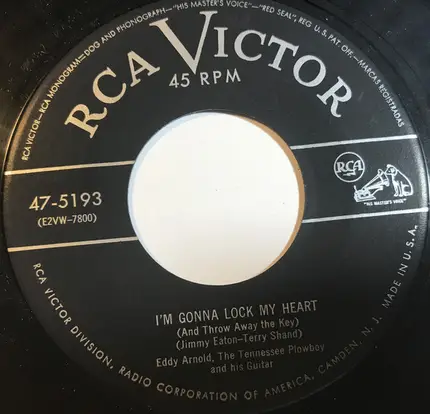 RCA VICTOR–RCA MONOGRAM–DOG AND PHONOGRAPH–"HIS MASTER'S VOICE"–"RED SEAL", REG. U. S. PAT. OFF.–MARCAS REGISTRADAS
RCA VICTOR
45 RPM
47-5193
(E2VW-7800)
RCA
"HIS MASTER'S VOICE"
I'M GONNA LOCK MY HEART
(And Throw Away the Key)
(Jimmy Eaton-Terry Shand)
Eddy Arnold, The Tennessee Plowboy
and his Guitar
RCA VICTOR DIVISION, RADIO CORPORATION OF AMERICA, CAMDEN, N. J. MADE IN U. S. A.